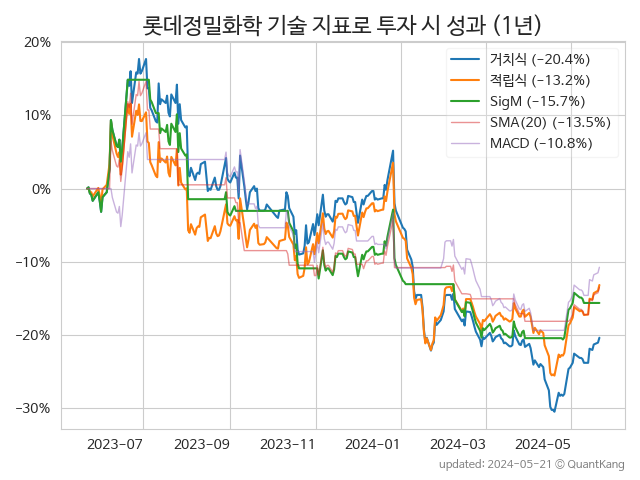 롯데정밀화학 기술 지표로 투자 시 성과 (1년)
20%
10%
0%
−10%
−20%
−30%
거치식 (−20.4%)
적립식 (−13.2%)
SigM (−15.7%)
SMA(20) (−13.5%)
MACD (−10.8%)
2023-07
2023-09
2023-11
2024-01
2024-03
2024-05
updated: 2024-05-21 © QuantKang